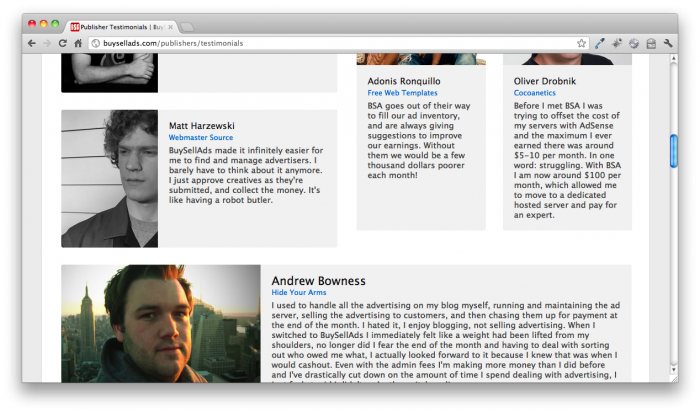 Publisher Testimonials | Buy
buysellads.com/publishers/testimonials
Matt Harzewski
Webmaster Source
BuySellAds made it infinitely easier for
me to find and manage advertisers. I
barely have to think about it anymore.
I just approve creatives as they're
submitted, and collect the money. It's
like having a robot butler.
Adonis Ronquillo
Free Web Templates
BSA goes out of their way
to fill our ad inventory,
and are always giving
suggestions to improve
our earnings. Without
them we would be a few
thousand dollars poorer
each month!
Oliver Drobnik
Cocoanetics
Before I met BSA I was
trying to offset the cost of
my servers with AdSense
and the maximum I ever
earned there was around
$5-10 per month. In one
word: struggling. With BSA
I am now around $100 per
month, which allowed me
to move to a dedicated
hosted server and pay for
an expert.
Andrew Bowness
Hide Your Arms
I used to handle all the advertising on my blog myself, running and maintaining the ad
server, selling the advertising to customers, and then chasing them up for payment at
the end of the month. I hated it, I enjoy blogging, not selling advertising. When I
switched to BuySellAds I immediately felt like a weight had been lifted from my
shoulders, no longer did I fear the end of the month and having to deal with sorting
out who owed me what, I actually looked forward to it because I knew that was when I
would cashout. Even with the admin fees I'm making more money than I did before
and I've drastically cut down on the amount of time I spend dealing with advertising, I